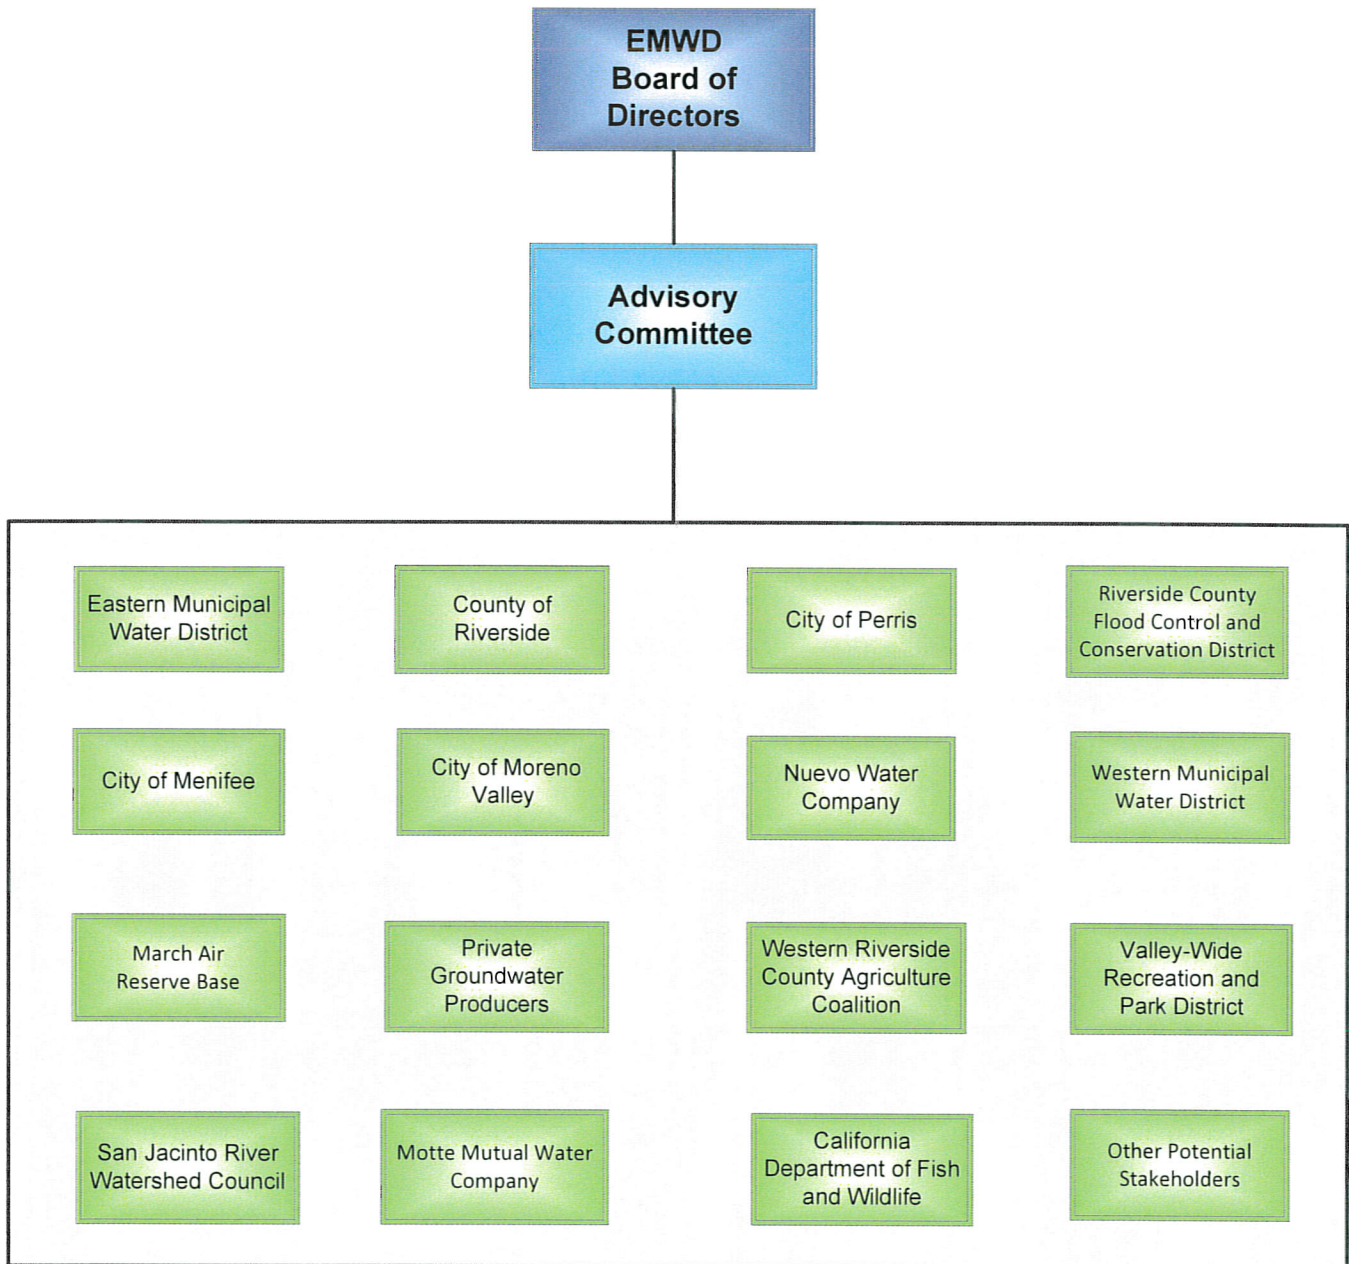 EMWD
Board of
Directors
Advisory
Committee
Eastern Municipal
Water District
County of
Riverside
City of Perris
Riverside County
Flood Control and
Conservation District
City of Menifee
City of Moreno
Valley
Nuevo Water
Company
Western Municipal
Water District
March Air
Reserve Base
Private
Groundwater
Producers
Western Riverside
County Agriculture
Coalition
Valley-Wide
Recreation and
Park District
San Jacinto River
Watershed Council
Motte Mutual Water
Company
California
Department of Fish
and Wildlife
Other Potential
Stakeholders